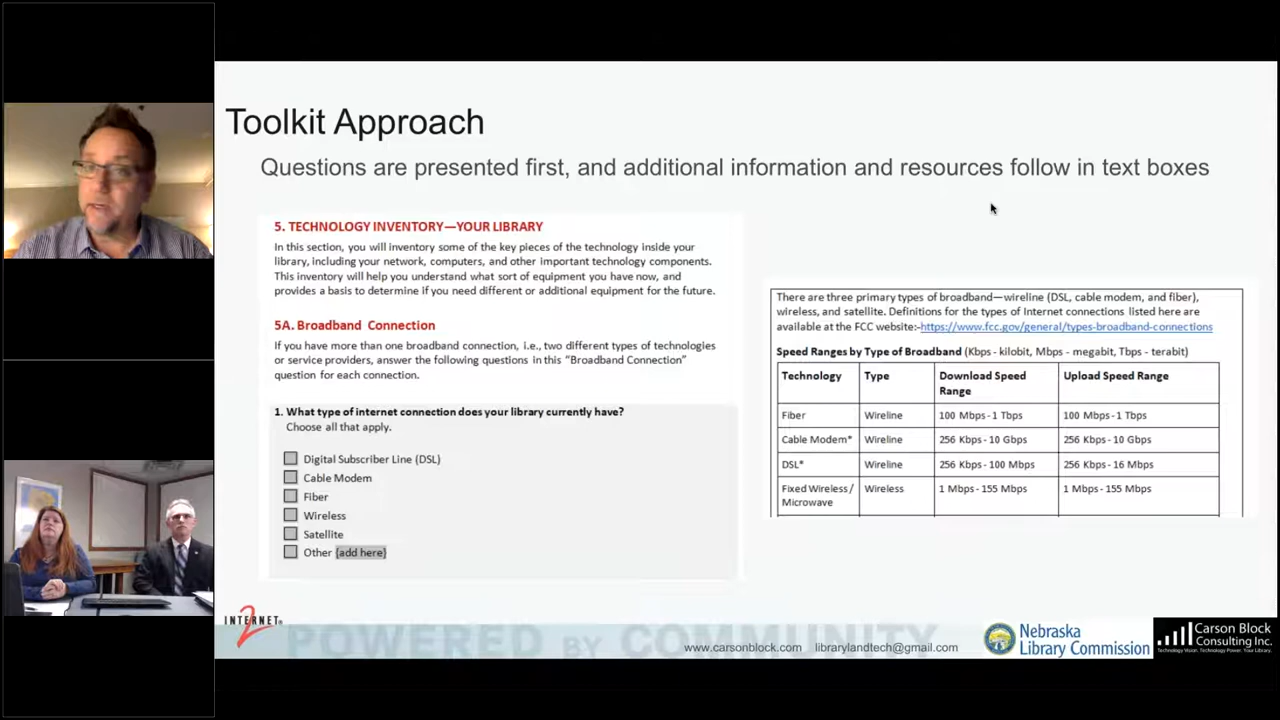 Toolkit Approach
Questions are presented first, and additional information and resources follow in text boxes
5. TECHNOLOGY INVENTORY—YOUR LIBRARY
In this section, you will inventory some of the key pieces of the technology inside your
library, including your network, computers, and other important technology components.
This inventory will help you understand what sort of equipment you have now, and
provides a basis to determine if you need different or additional equipment for the future.
5A. Broadband Connection
If you have more than one broadband connection, i.e., two different types of technologies
or service providers, answer the following questions in this “Broadband Connection”
question for each connection.
1. What type of internet connection does your library currently have?
Choose all that apply.
Digital Subscriber Line (DSL)
Cable Modem
Fiber
Wireless
Satellite
Other {add here}
There are three primary types of broadband—wireline (DSL, cable modem, and fiber),
wireless, and satellite. Definitions for the types of Internet connections listed here are
available at the FCC website:-https://www.fcc.gov/general/types-broadband-connections
Speed Ranges by Type of Broadband (Kbps - kilobit, Mbps - megabit, Tbps - terabit)
Technology Type Download Speed Range Upload Speed Range
Fiber Wireline 100 Mbps - 1 Tbps 100 Mbps - 1 Tbps
Cable Modem* Wireline 256 Kbps - 10 Gbps 256 Kbps - 10 Gbps
DSL* Wireline 256 Kbps - 100 Mbps 256 Kbps - 16 Mbps
Fixed Wireless / Microwave Wireless 1 Mbps - 155 Mbps 1 Mbps - 155 Mbps
INTERNET 2
POWERED BY COMMUNITY
www.carsonblock.com librarylandtech@gmail.com
Nebraska
Library Commission
Carson Block
Consulting Inc.
Technology Vision. Technology Power. Your Library.